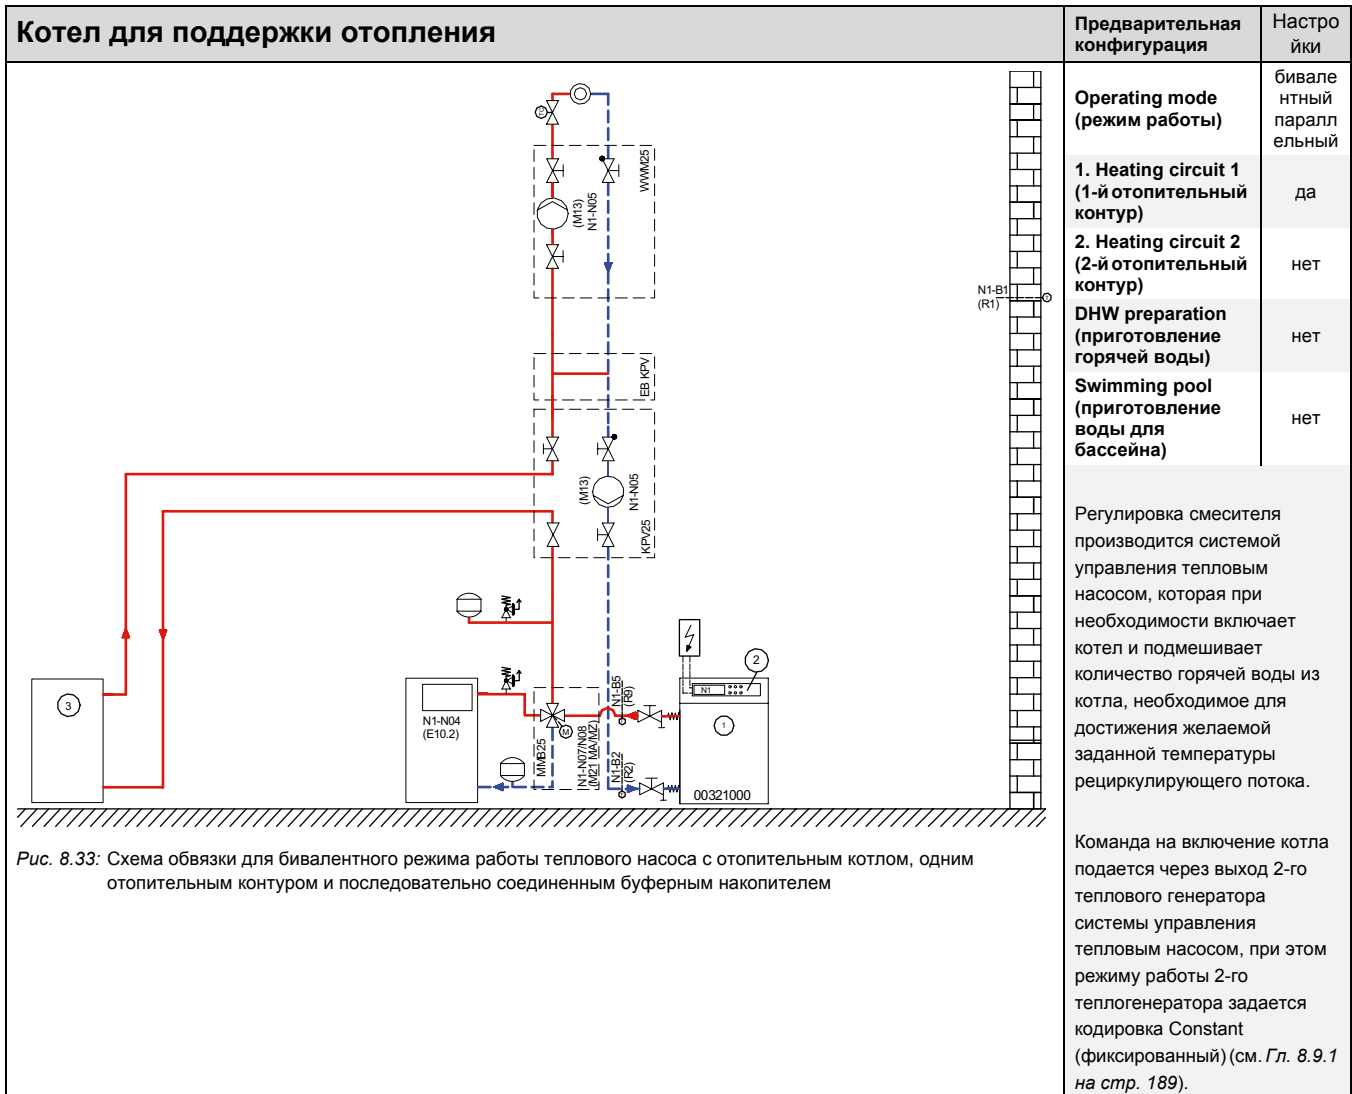 Котел для поддержки отопления
Предварительная
конфигурация
Настро
йки
Operating mode
(режим работы)
бивале
нтный
паралл
ельный
1. Heating circuit 1
(1-й отопительный
контур)
да
2. Heating circuit 2
(2-й отопительный
контур)
нет
DHW preparation
(приготовление
горячей воды)
нет
Swimming pool
(приготовление
воды для
бассейна)
нет
Регулировка смесителя
производится системой
управления тепловым
насосом, которая при
необходимости включает
котел и подмешивает
количество горячей воды из
котла, необходимое для
достижения желаемой
заданной температуры
рециркулирующего потока.
Команда на включение котла
подается через выход 2-го
теплового генератора
системы управления
тепловым насосом, при этом
режиму работы 2-го
теплогенератора задается
кодировка Constant
(фиксированный) (см. Гл. 8.9.1
на стр. 189).
TC
WWM25
(M13)
N1-N05
N1-B1
(R1)
T
EB KPV
(M13)
N1-N05
KPV25
2
N1
1
3
N1-N04
(E10.2)
M
MMB25
N1-N07/N08
(M21 MA/MZ)
N1-B5
(R9)
N1-B2
(R2)
00321000
Рис. 8.33: Схема обвязки для бивалентного режима работы теплового насоса с отопительным котлом, одним
отопительным контуром и последовательно соединенным буферным накопителем